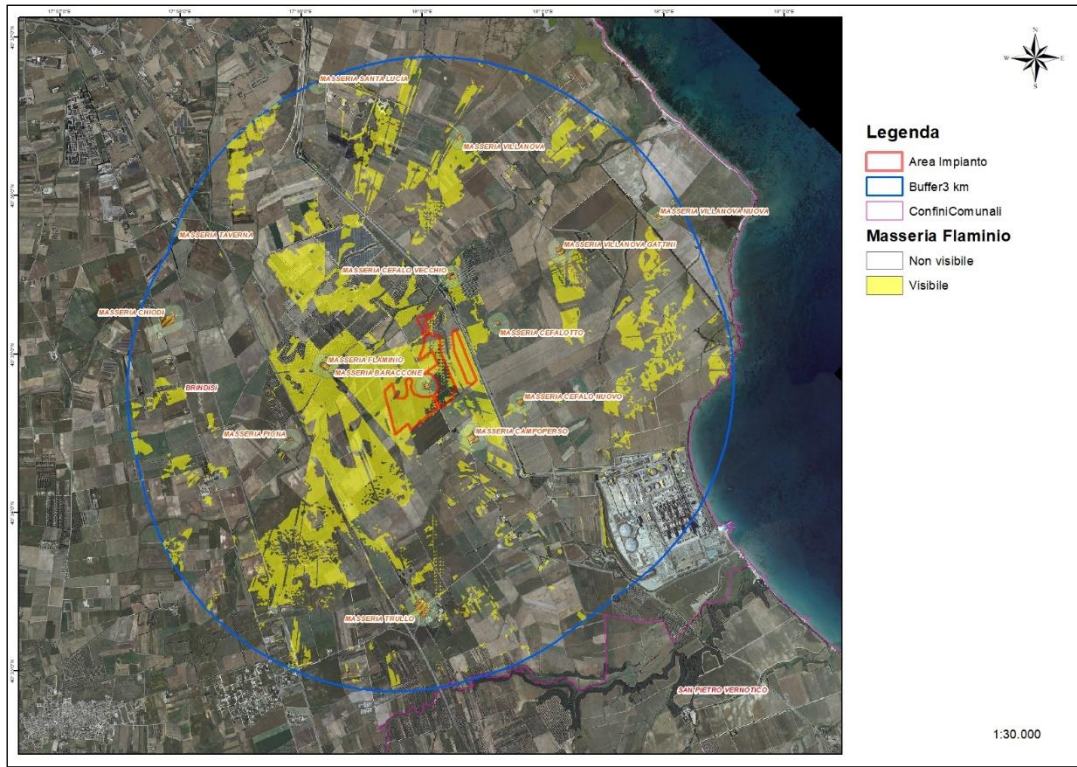 N
W E
S
Legenda
Area Impianto
Buffer3 km
ConfiniComunali
Masseria Flaminio
Non visibile
Visibile
MASSERIA SANTA LUCIA
MASSERIA VILLANOVA
MASSERIA VILLANOVA NUOVA
MASSERIA TAVERNA
MASSERIA VILLANOVA GATTINI
MASSERIA CEFALO VECCHIO
MASSERIA CHIODI
MASSERIA CEFALOTTO
MASSERIA FLAMINIO
MASSERIA BARACCONE
BRINDISI
MASSERIA CEFALO NUOVO
MASSERIA PIGNA
MASSERIA CAMPOPERSO
MASSERIA TRULLO
SAN PIETRO VERNOTICO
1:30.000